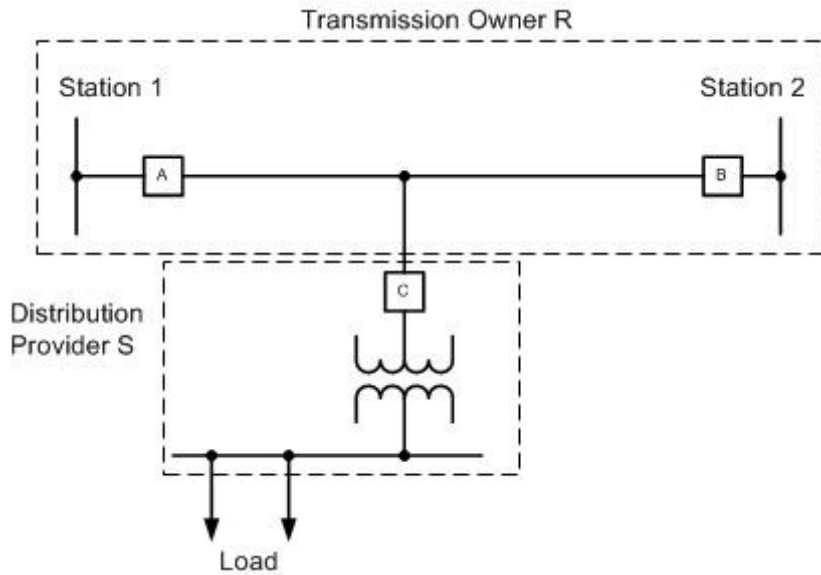 Transmission Owner R
Station 1
Station 2
A
B
C
Distribution
Provider S
Load